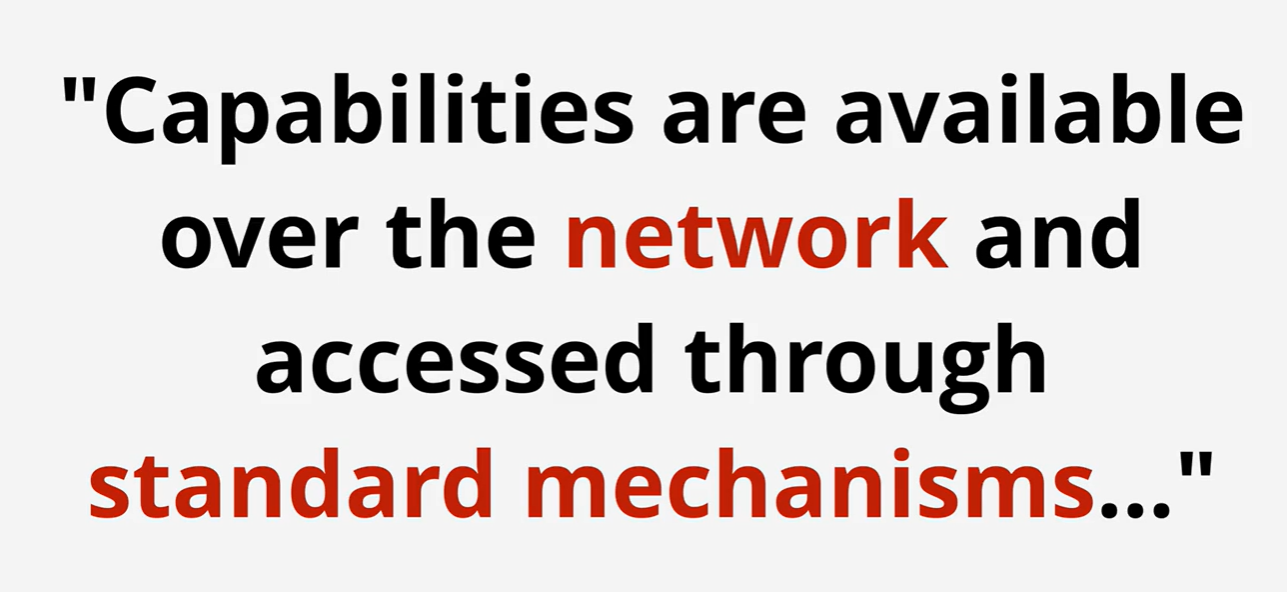 "Capabilities are available
over the network and
accessed through
standard mechanisms..."